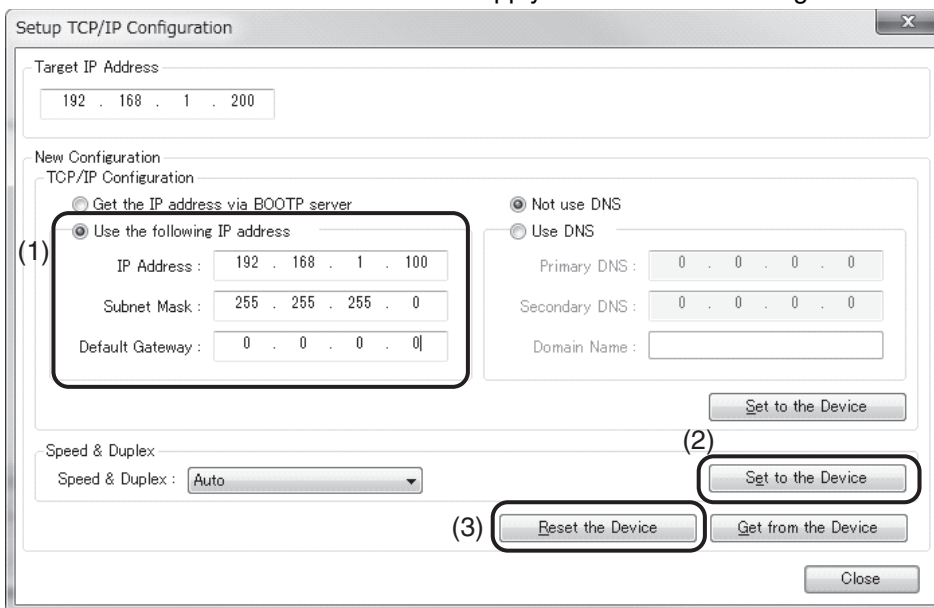 Setup TCP/IP Configuration
x
Target IP Address
192 . 168 . 1 . 200
New Configuration
TCP/IP Configuration
Get the IP address via BOOTP server
(1)
Use the following IP address
IP Address :
192 . 168 . 1 . 100
Subnet Mask :
255 . 255 . 255 . 0
Default Gateway :
0 . 0 . 0 . 0
Not use DNS
Use DNS
Primary DNS :
0 . 0 . 0 . 0
Secondary DNS :
0 . 0 . 0 . 0
Domain Name :
Set to the Device
Speed & Duplex
Speed & Duplex : Auto
(2)
Set to the Device
(3)
Reset the Device
Get from the Device
Close